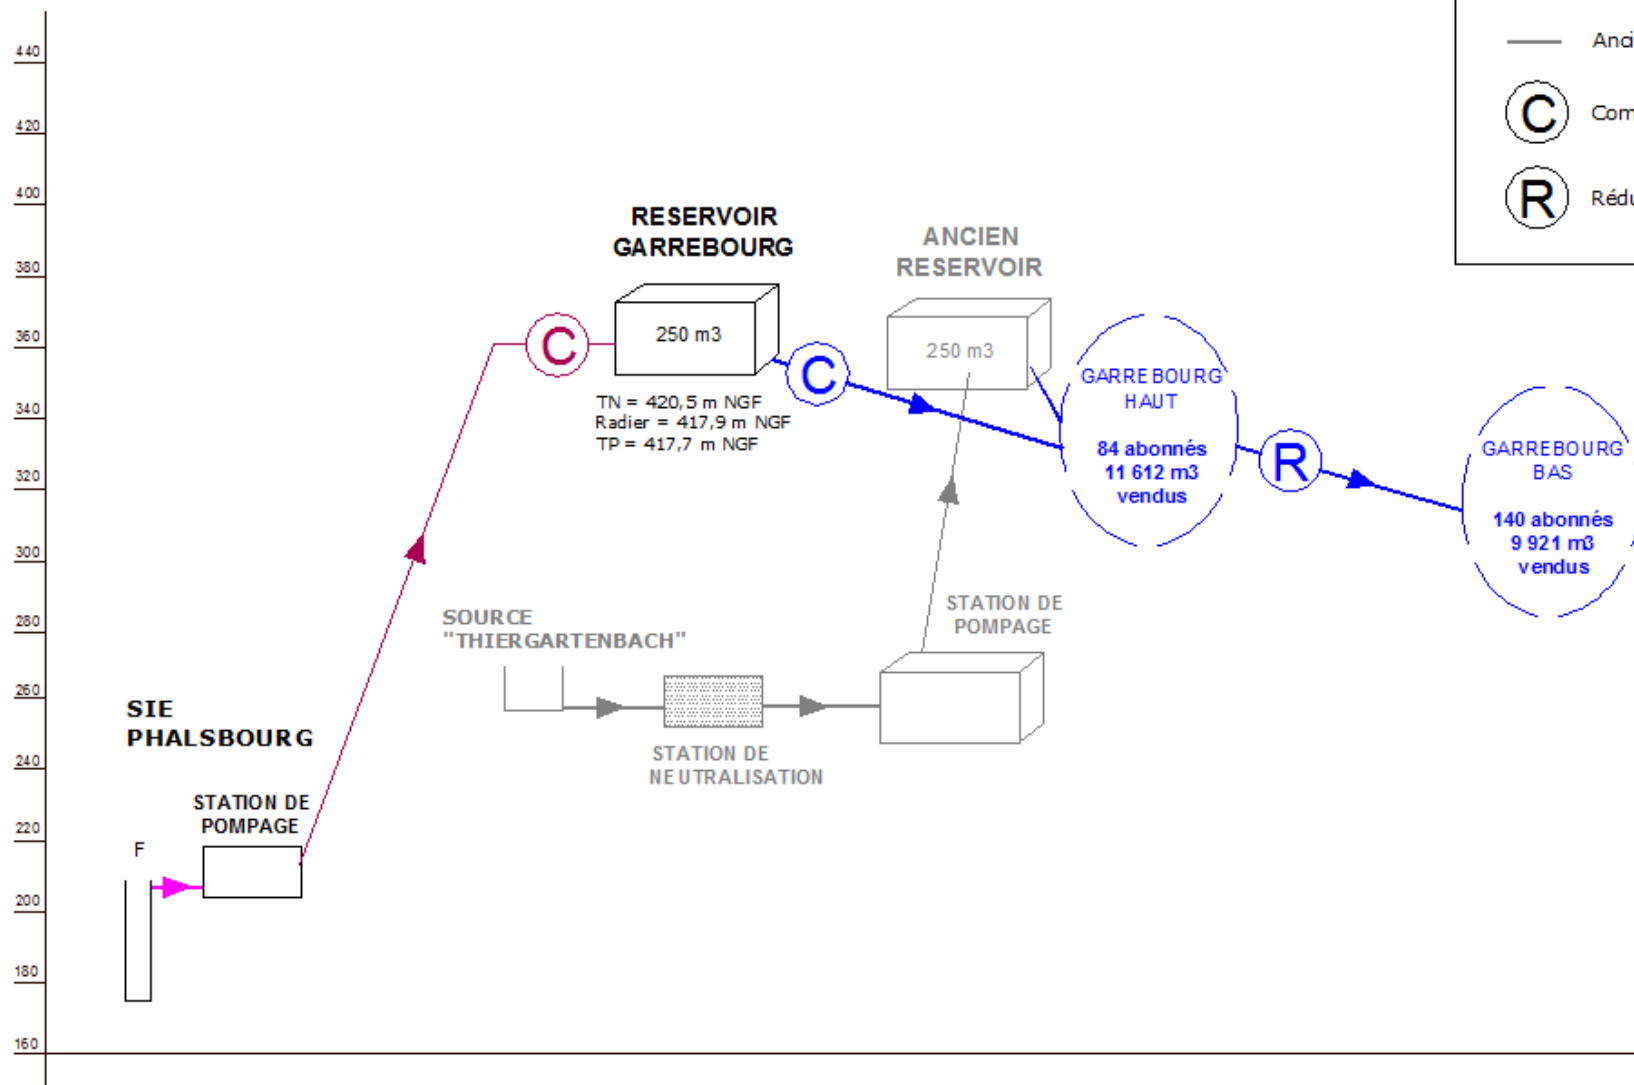 440
420
400
380
360
340
320
300
280
260
240
220
200
180
160
C
R
RESERVOIR
GARREBOURG
250 m3
TN = 420,5 m NGF
Radier = 417,9 m NGF
TP = 417,7 m NGF
C
C
ANCIEN
RESERVOIR
250 m3
GARREBOURG
HAUT
84 abonnés
11 612 m3
vendus
R
GARREBOURG
BAS
140 abonnés
9 921 m3
vendus
SOURCE
"THIERGARTENBACH"
STATION DE
NEUTRALISATION
STATION DE
POMPAGE
SIE
PHALSBOURG
STATION DE
POMPAGE
F